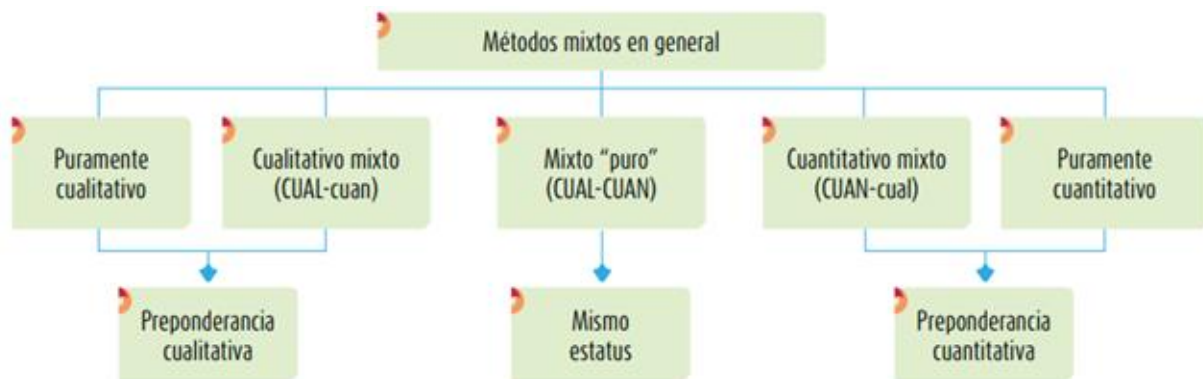 Métodos mixtos en general
Puramente
cualitativo
Cualitativo mixto
(CUAL-cuan)
Mixto “puro”
(CUAL-CUAN)
Cuantitativo mixto
(CUAN-cual)
Puramente
cuantitativo
Preponderancia
cualitativa
Mismo
estatus
Preponderancia
cuantitativa